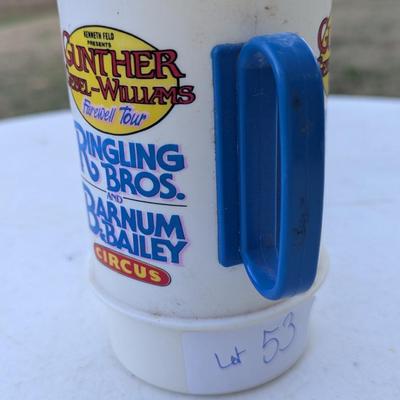 KENNETH FELD
PRESENTS
GUNTHER
GEBEL-WILLIAMS
Farewell Tour
RINGLING
BROS.
AND
BARNUM
& BAILEY
CIRCUS
Lot 53